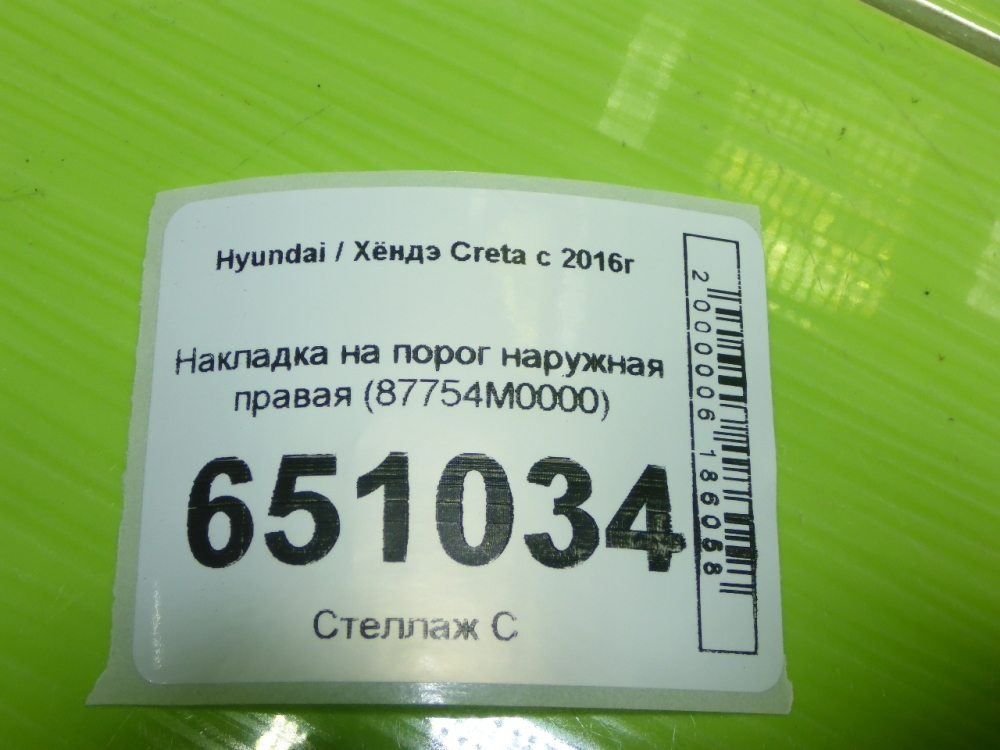 Hyundai / Хёндэ Creta с 2016г
Накладка на порог наружная
правая (87754M0000)
651034
Стеллаж С
2000006186058